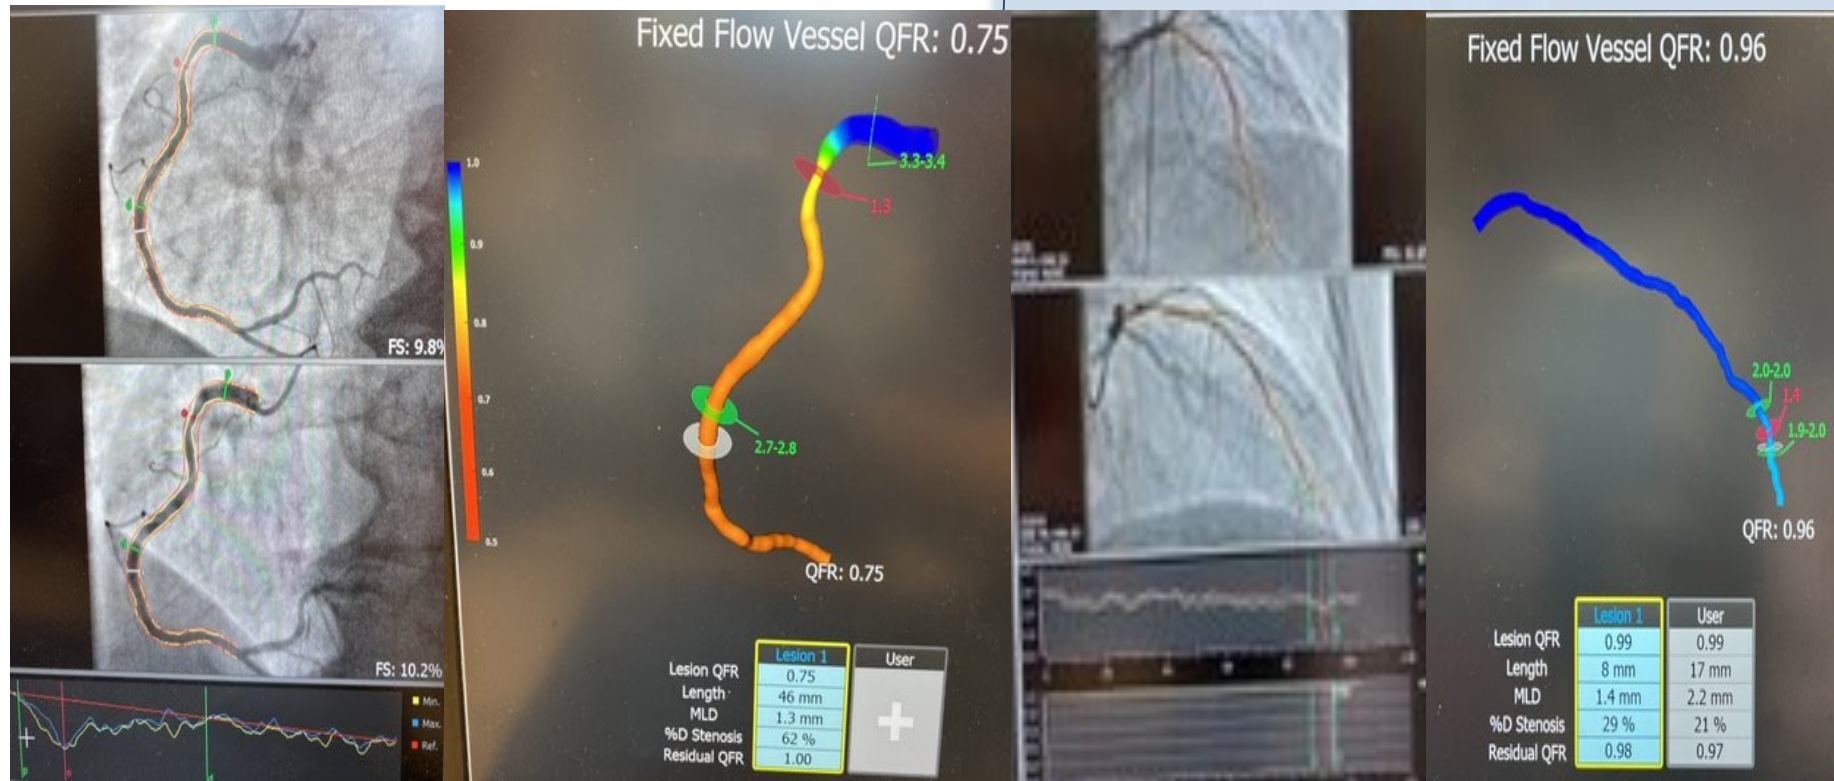 FS: 9.8%
FS: 10.2%
Min.
Max.
Ref.
Fixed Flow Vessel QFR: 0.75
1.0
0.9
0.8
0.7
0.6
0.5
3.3-3.4
1.3
2.7-2.8
QFR: 0.75
Lesion 1 User
Lesion QFR 0.75
Length 46 mm
MLD 1.3 mm
%D Stenosis 62 %
Residual QFR 1.00
Fixed Flow Vessel QFR: 0.96
2.0-2.0
1.4
1.9-2.0
QFR: 0.96
Lesion 1 User
Lesion QFR 0.99 0.99
Length 8 mm 17 mm
MLD 1.4 mm 2.2 mm
%D Stenosis 29 % 21 %
Residual QFR 0.98 0.97